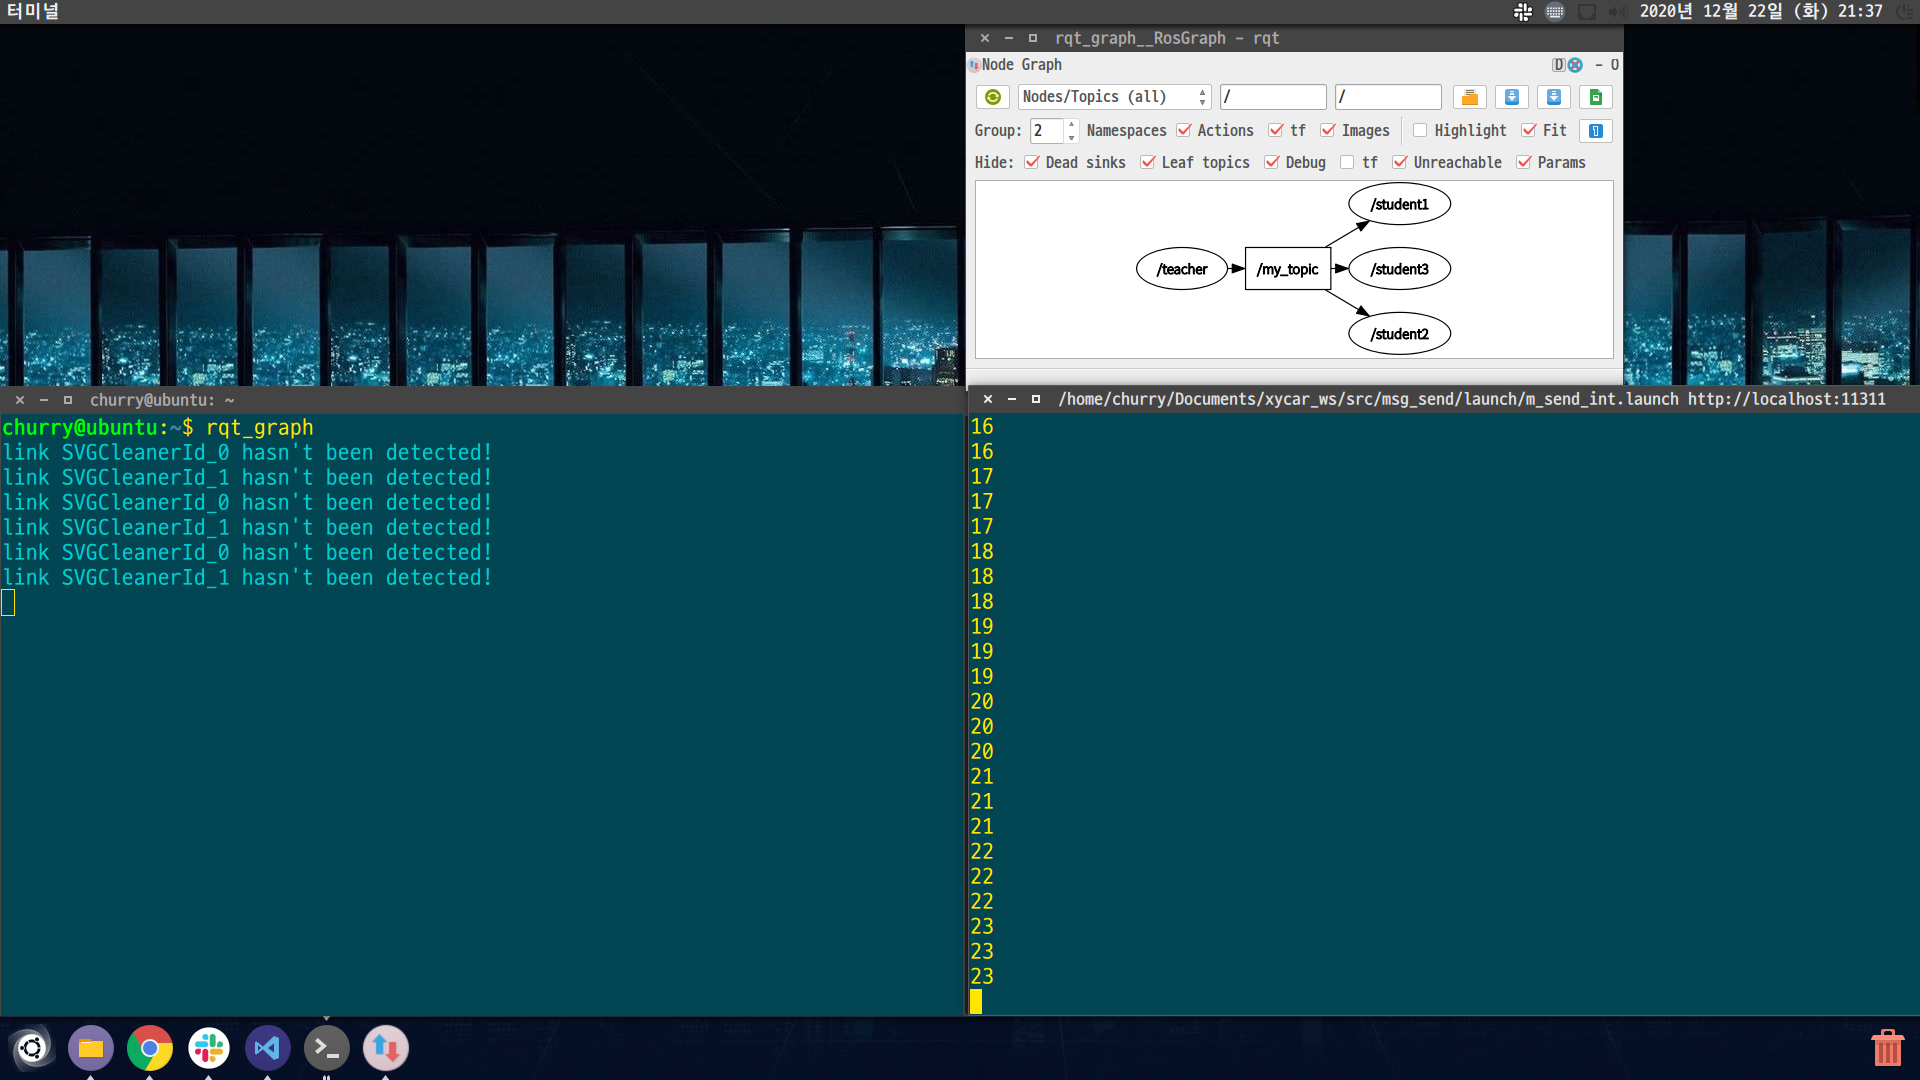 터미널
2020년 12월 22일 (화) 21:37
rqt_graph__RosGraph - rqt
Node Graph
D
- O
Nodes/Topics (all)
/
/
Group: 2 Namespaces Actions tf Images Highlight Fit
Hide: Dead sinks Leaf topics Debug tf Unreachable Params
/student1
/teacher
/my_topic
/student3
/student2
churry@ubuntu: ~
churry@ubuntu:~$ rqt_graph
link SVGCleanerId_0 hasn't been detected!
link SVGCleanerId_1 hasn't been detected!
link SVGCleanerId_0 hasn't been detected!
link SVGCleanerId_1 hasn't been detected!
link SVGCleanerId_0 hasn't been detected!
link SVGCleanerId_1 hasn't been detected!
/home/churry/Documents/xycar_ws/src/msg_send/launch/m_send_int.launch http://localhost:11311
16
16
17
17
17
18
18
18
19
19
19
20
20
20
21
21
21
22
22
22
23
23
23